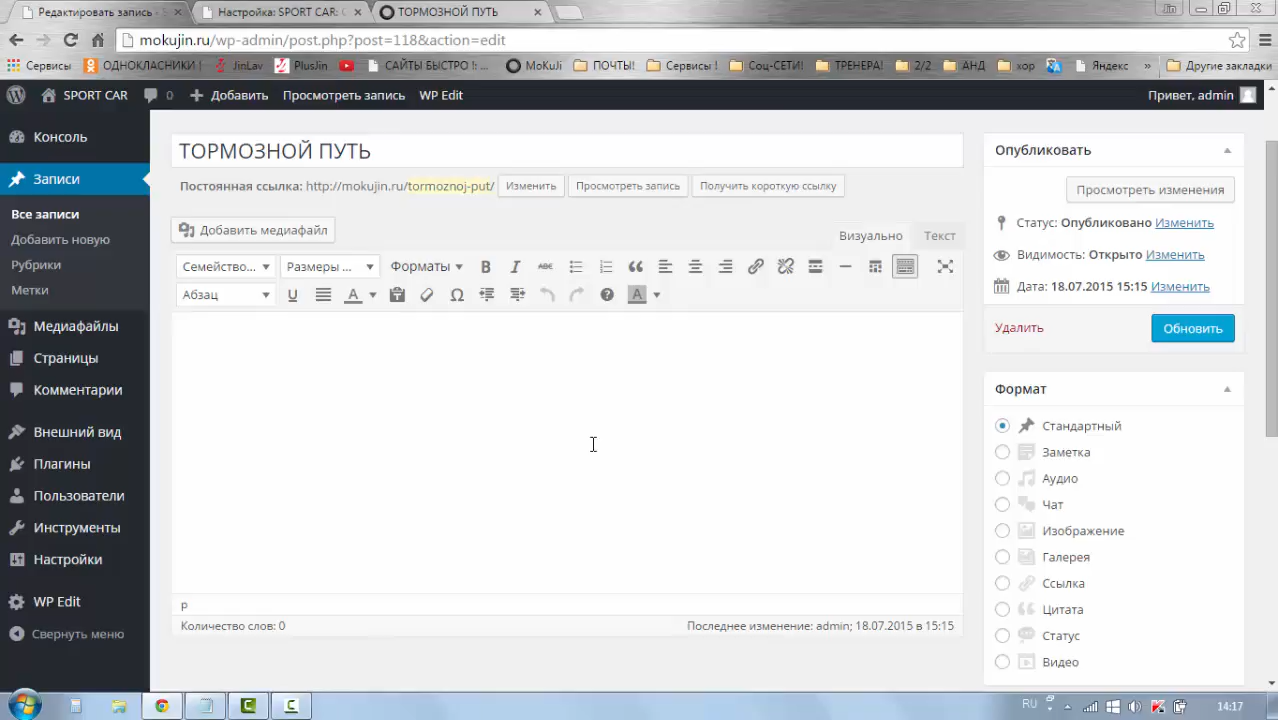 Редактировать запись -
Настройка: SPORT CAR: С
ТОРМОЗНОЙ ПУТЬ
mokujin.ru/wp-admin/post.php?post=118&action=edit
Сервисы
ОДНОКЛАСНИКИ
JinLav
PlusJin
САЙТЫ БЫСТРО !: ...
MoKuJi
ПОЧТЫ!
Сервисы !
Соц-СЕТИ!
ТРЕНЕРА!
2/2
АНД
хор
Яндекс
»
Другие закладки
SPORT CAR
0
Добавить
Просмотреть запись
WP Edit
Привет, admin
Консоль
Записи
Все записи
Добавить новую
Рубрики
Метки
Медиафайлы
Страницы
Комментарии
Внешний вид
Плагины
Пользователи
Инструменты
Настройки
WP Edit
Свернуть меню
ТОРМОЗНОЙ ПУТЬ
Постоянная ссылка: http://mokujin.ru/tormoznoj-put/ Изменить Просмотреть запись Получить короткую ссылку
Добавить медиафайл
Визуально Текст
Семейство... Размеры ... Форматы B I ABC
Абзац U A Ω A
p
Количество слов: 0
Последнее изменение: admin; 18.07.2015 в 15:15
Опубликовать
Просмотреть изменения
Статус: Опубликовано Изменить
Видимость: Открыто Изменить
Дата: 18.07.2015 15:15 Изменить
Удалить
Обновить
Формат
Стандартный
Заметка
Аудио
Чат
Изображение
Галерея
Ссылка
Цитата
Статус
Видео
RU
14:17